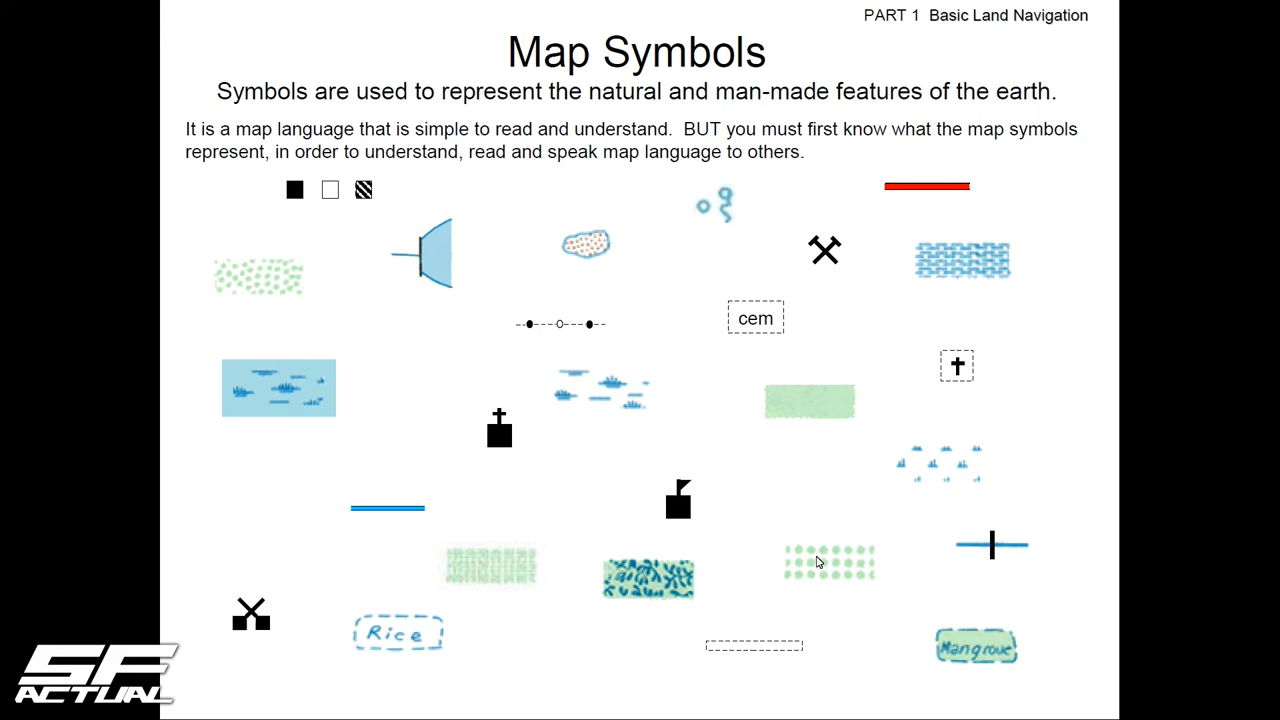 PART 1 Basic Land Navigation
Map Symbols
Symbols are used to represent the natural and man-made features of the earth.
It is a map language that is simple to read and understand. BUT you must first know what the map symbols
represent, in order to understand, read and speak map language to others.
cem
Rice
Mangrove
SF
ACTUAL